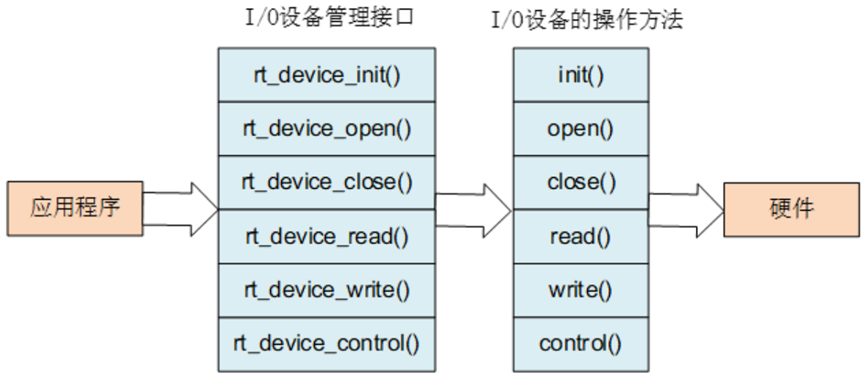 I/O设备管理接口
I/O设备的操作方法
rt_device_init()
init()
rt_device_open()
open()
rt_device_close()
close()
应用程序
硬件
rt_device_read()
read()
rt_device_write()
write()
rt_device_control()
control()